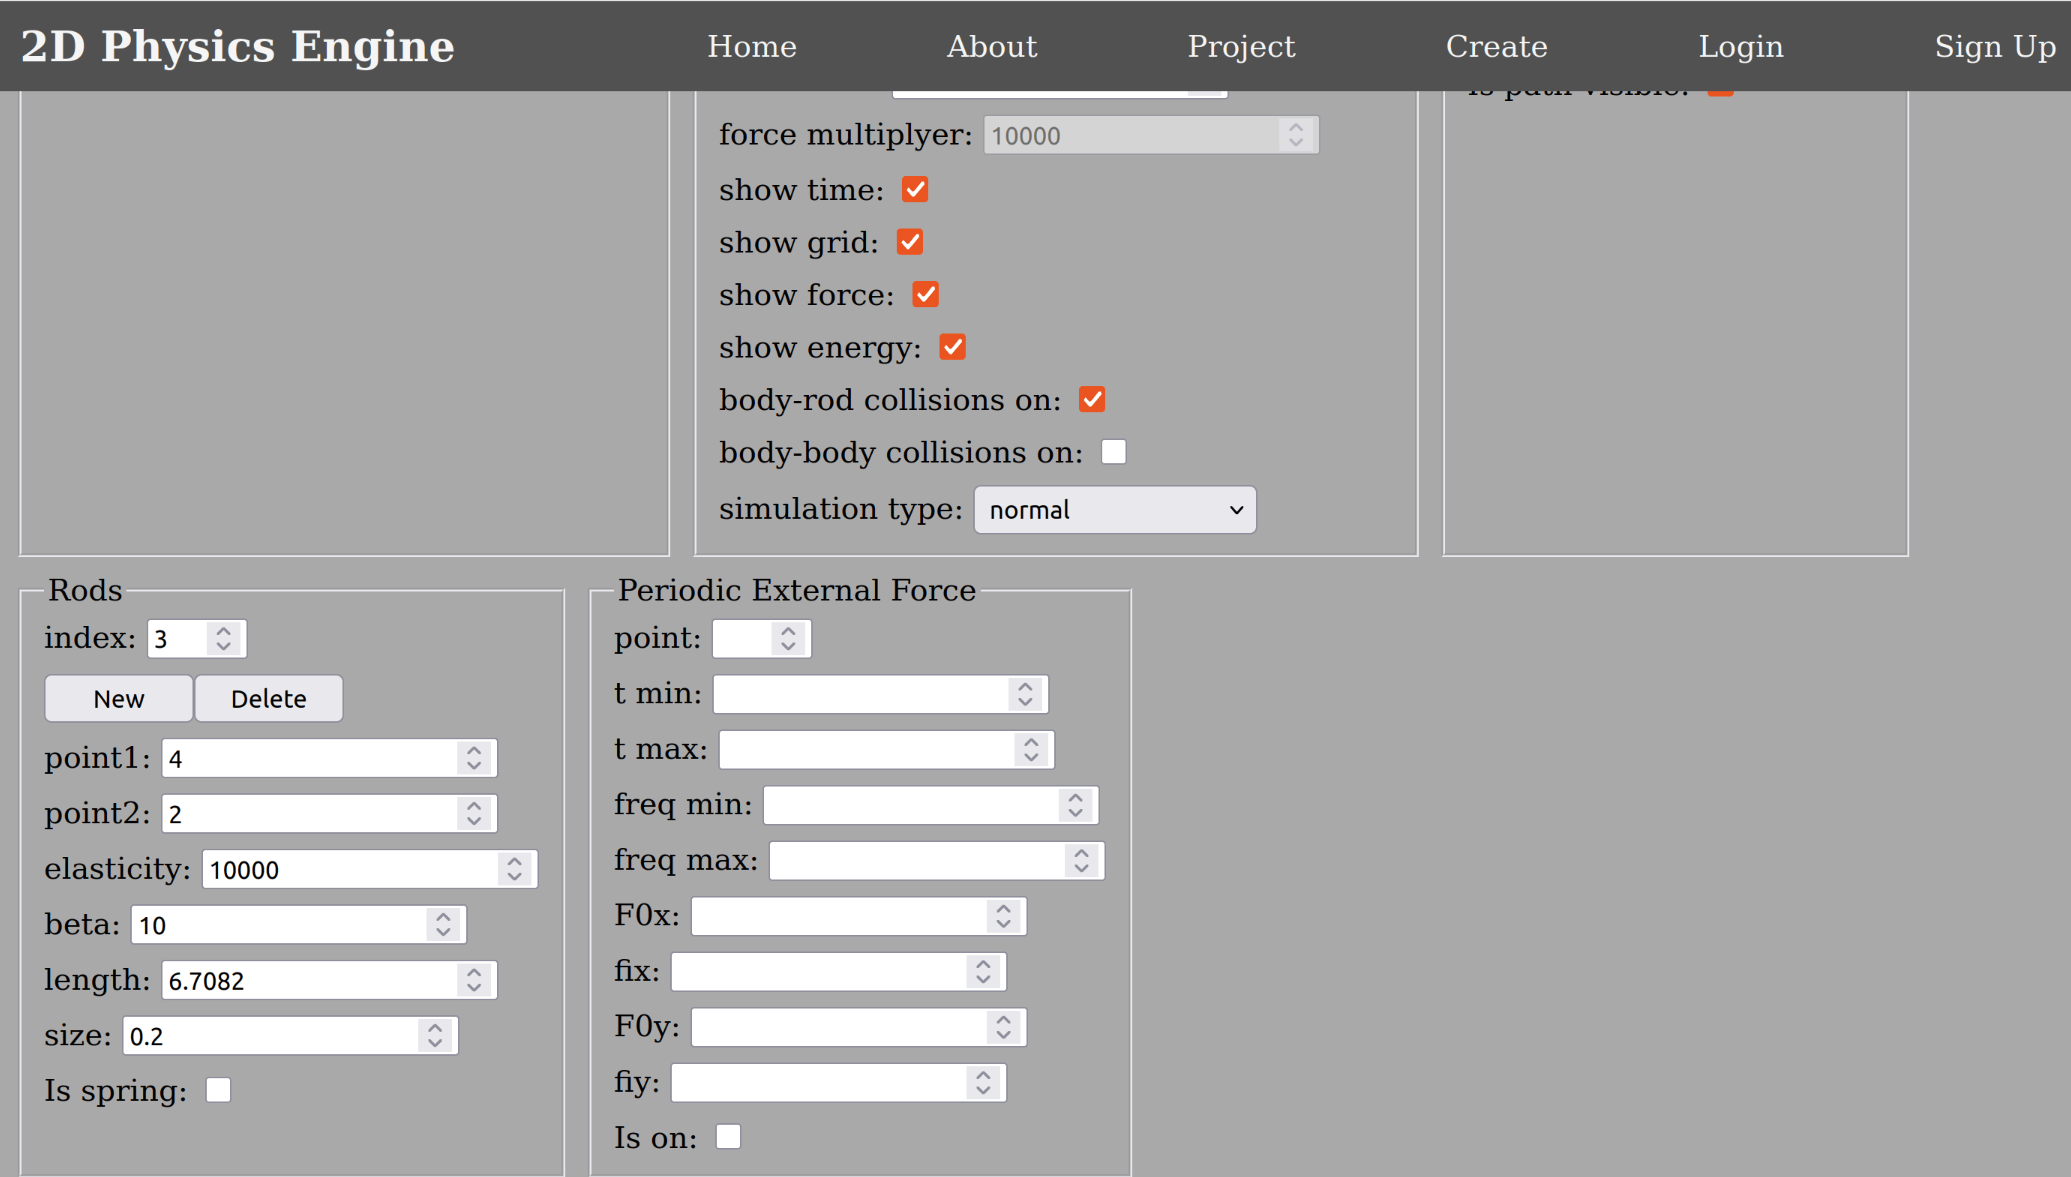 2D Physics Engine Home About Project Create Login Sign Up
Is path visible:
force multiplyer: 10000
show time:
show grid:
show force:
show energy:
body-rod collisions on:
body-body collisions on:
simulation type: normal
Rods
index: 3
New Delete
point1: 4
point2: 2
elasticity: 10000
beta: 10
length: 6.7082
size: 0.2
Is spring:
Periodic External Force
point:
t min:
t max:
freq min:
freq max:
F0x:
fix:
F0y:
fiy:
Is on: